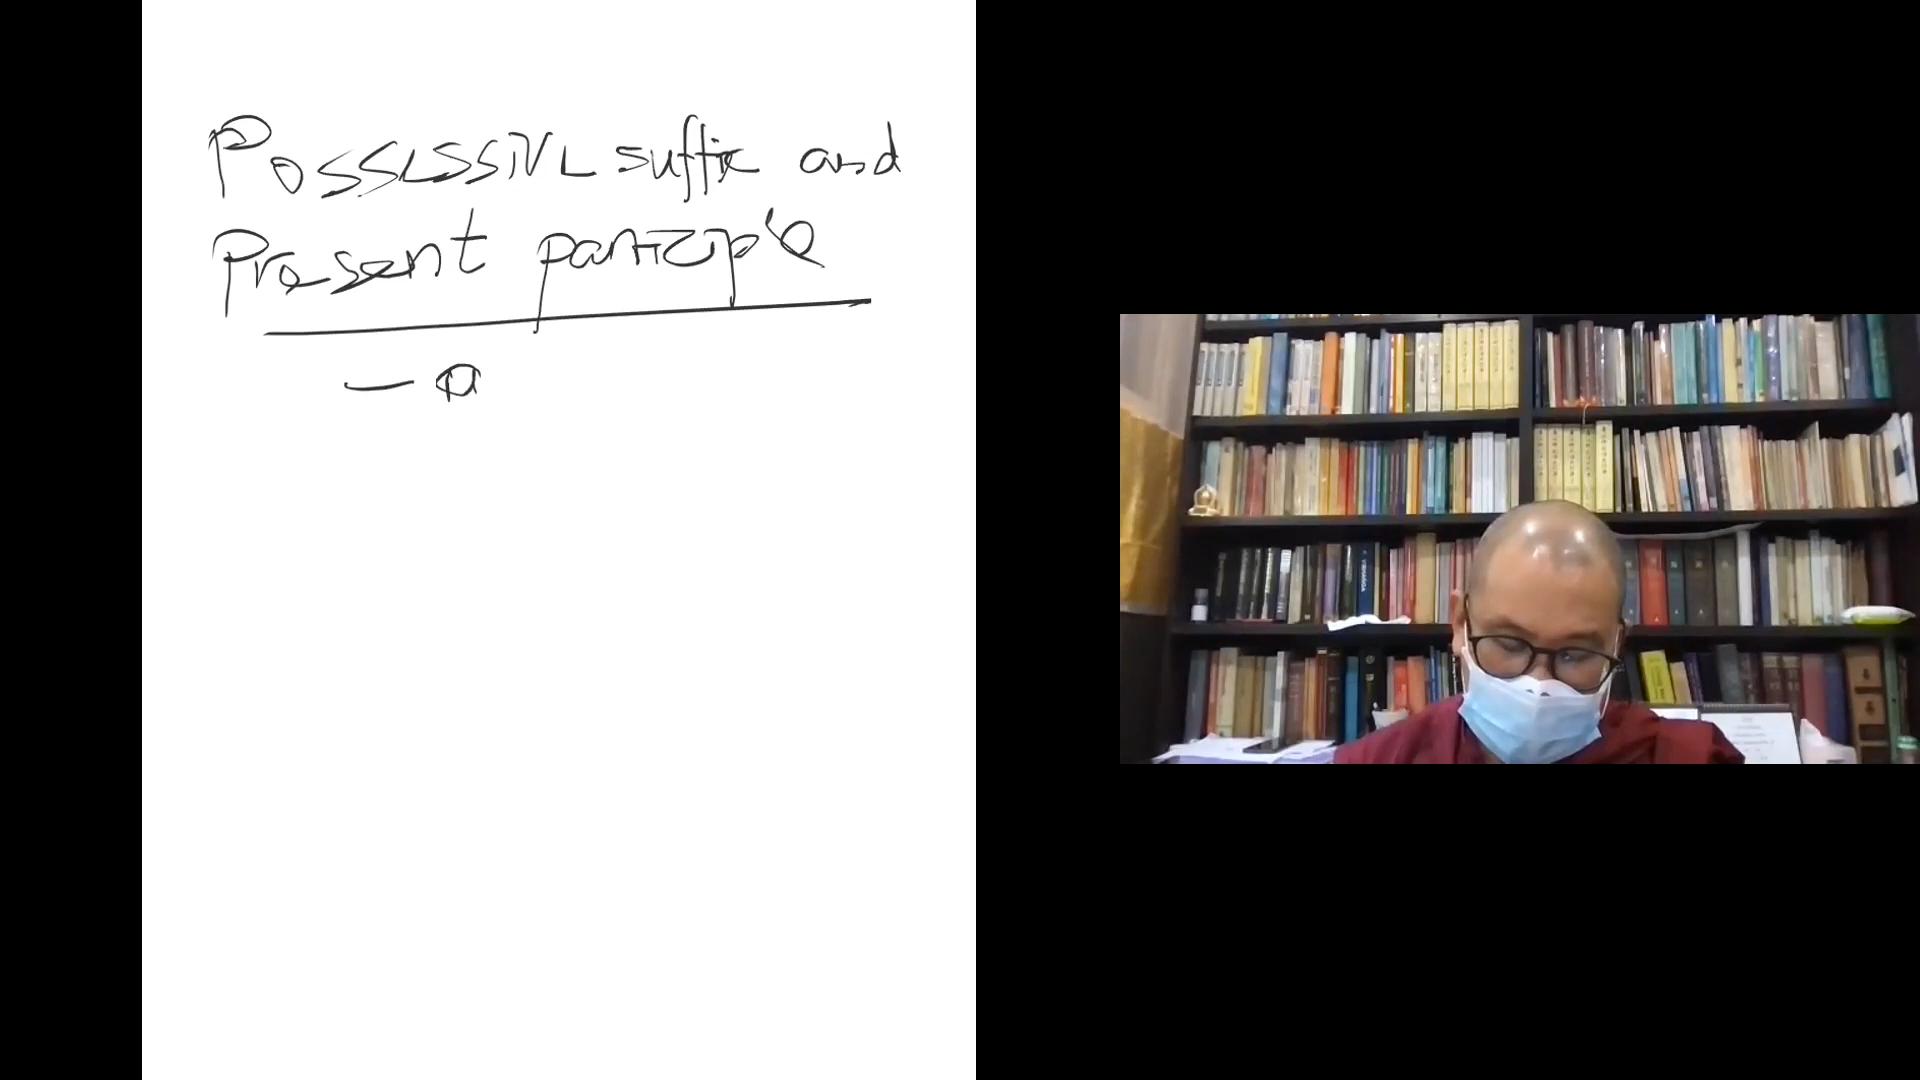 Possessive suffix and
Present participle
- a